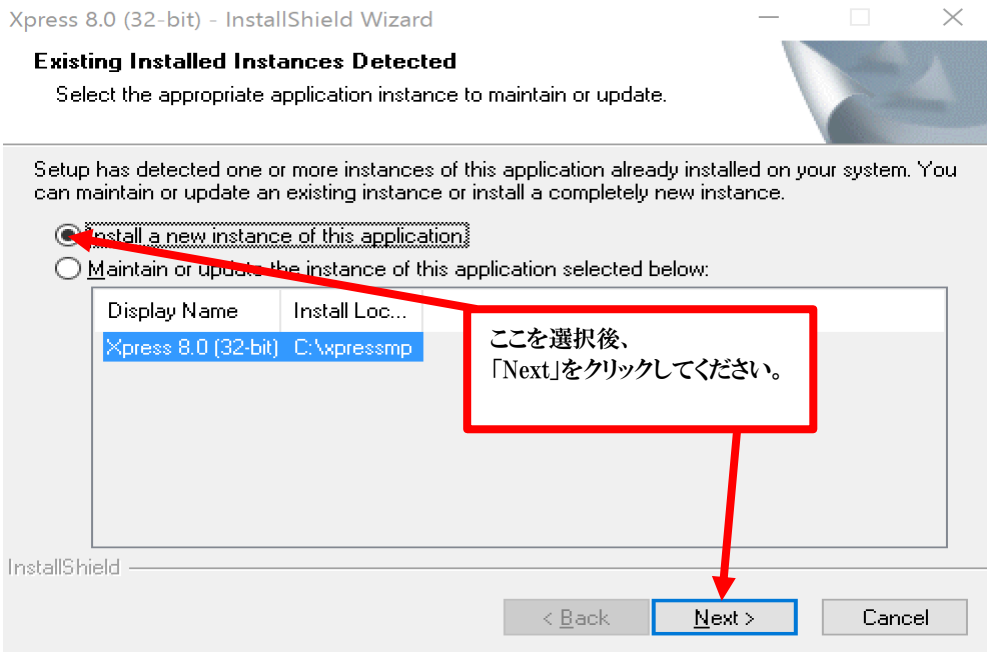 Xpress 8.0 (32-bit) - InstallShield Wizard
Existing Installed Instances Detected
Select the appropriate application instance to maintain or update.
Setup has detected one or more instances of this application already installed on your system. You
can maintain or update an existing instance or install a completely new instance.
Install a new instance of this application.
Maintain or update the instance of this application selected below:
Display Name Install Loc...
Xpress 8.0 (32-bit) C:\xpressmp
ここを選択後、
「Next」をクリックしてください。
InstallShield
< Back Next > Cancel